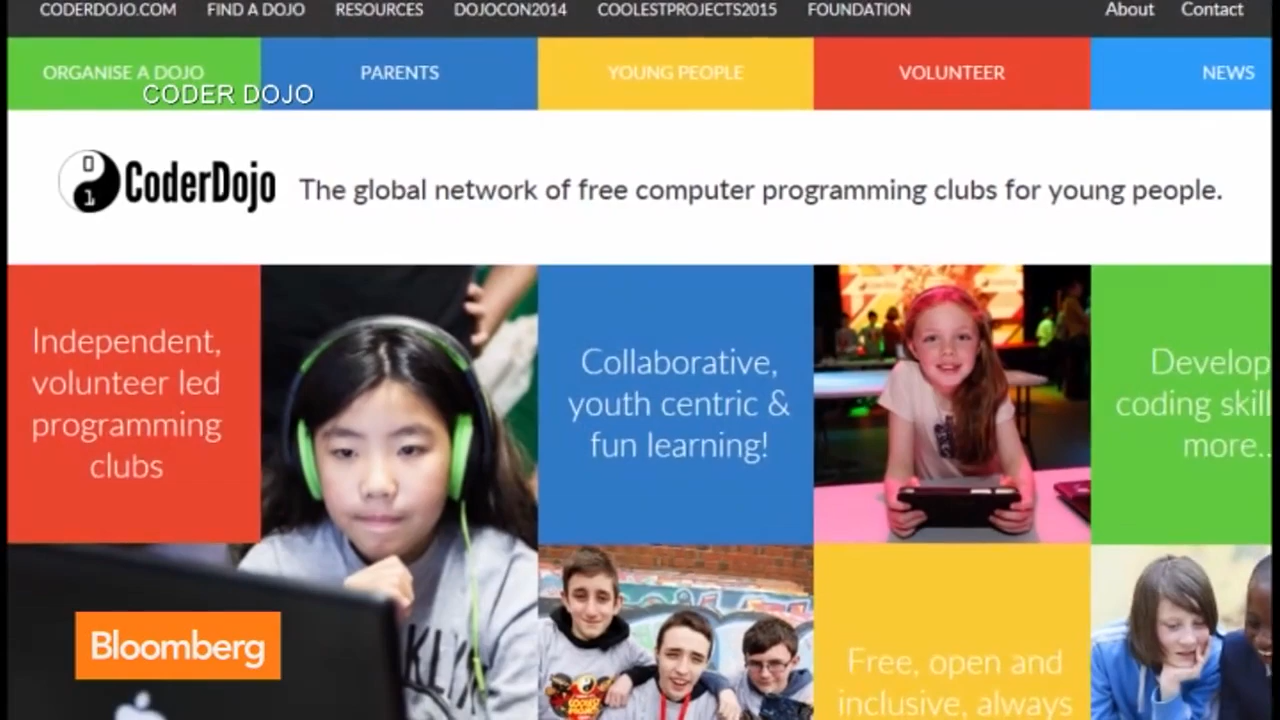 CODERDOJO.COM FIND A DOJO RESOURCES DOJOCON2014 COOLESTPROJECTS2015 FOUNDATION About Contact
ORGANISE A DOJO PARENTS YOUNG PEOPLE VOLUNTEER NEWS
CODER DOJO
0
1
CoderDojo The global network of free computer programming clubs for young people.
Independent,
volunteer led
programming
clubs
Collaborative,
youth centric &
fun learning!
Develop
coding skill
more..
Free, open and
inclusive, always
Bloomberg